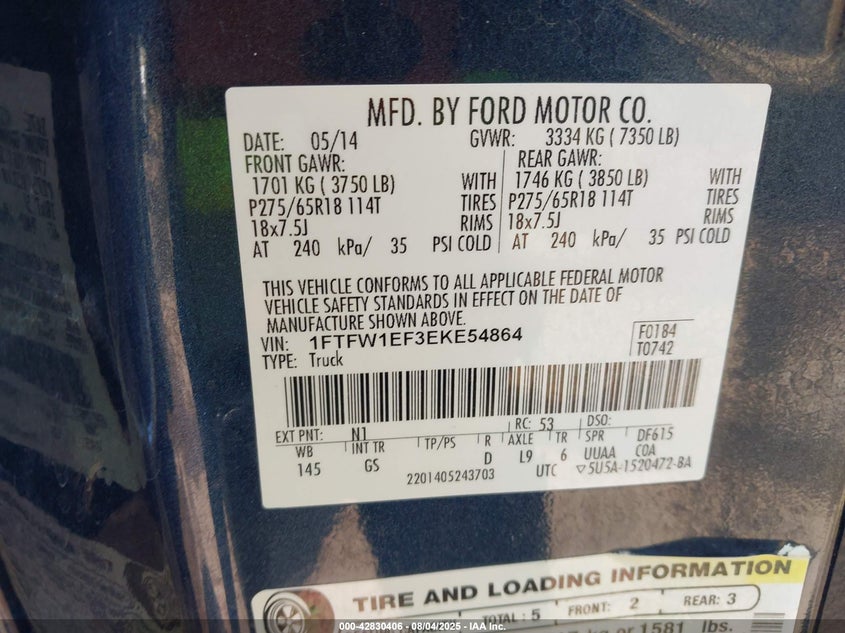 MFD. BY FORD MOTOR CO.
DATE: 05/14 GVWR: 3334 KG ( 7350 LB)
FRONT GAWR: REAR GAWR:
1701 KG ( 3750 LB) WITH 1746 KG ( 3850 LB) WITH
P275/65R18 114T TIRES P275/65R18 114T TIRES
18x7.5J RIMS 18x7.5J RIMS
AT 240 kPa/ 35 PSI COLD AT 240 kPa/ 35 PSI COLD
THIS VEHICLE CONFORMS TO ALL APPLICABLE FEDERAL MOTOR
VEHICLE SAFETY STANDARDS IN EFFECT ON THE DATE OF
MANUFACTURE SHOWN ABOVE.
VIN: 1FTFW1EF3EKE54864 F0184
TYPE: Truck T0742
EXT PNT: N1 RC: 53 DSO:
WB INT TR TP/PS R AXLE TR SPR DF615
145 GS D L9 6 UUAA COA
2201405243703 UTC ▽5U5A-1520472-BA
TIRE AND LOADING INFORMATION
TOTAL : 5 FRONT: 2 REAR: 3
kg or 1581 lbs.
000-42830406 - 08/04/2025 - IAA Inc.